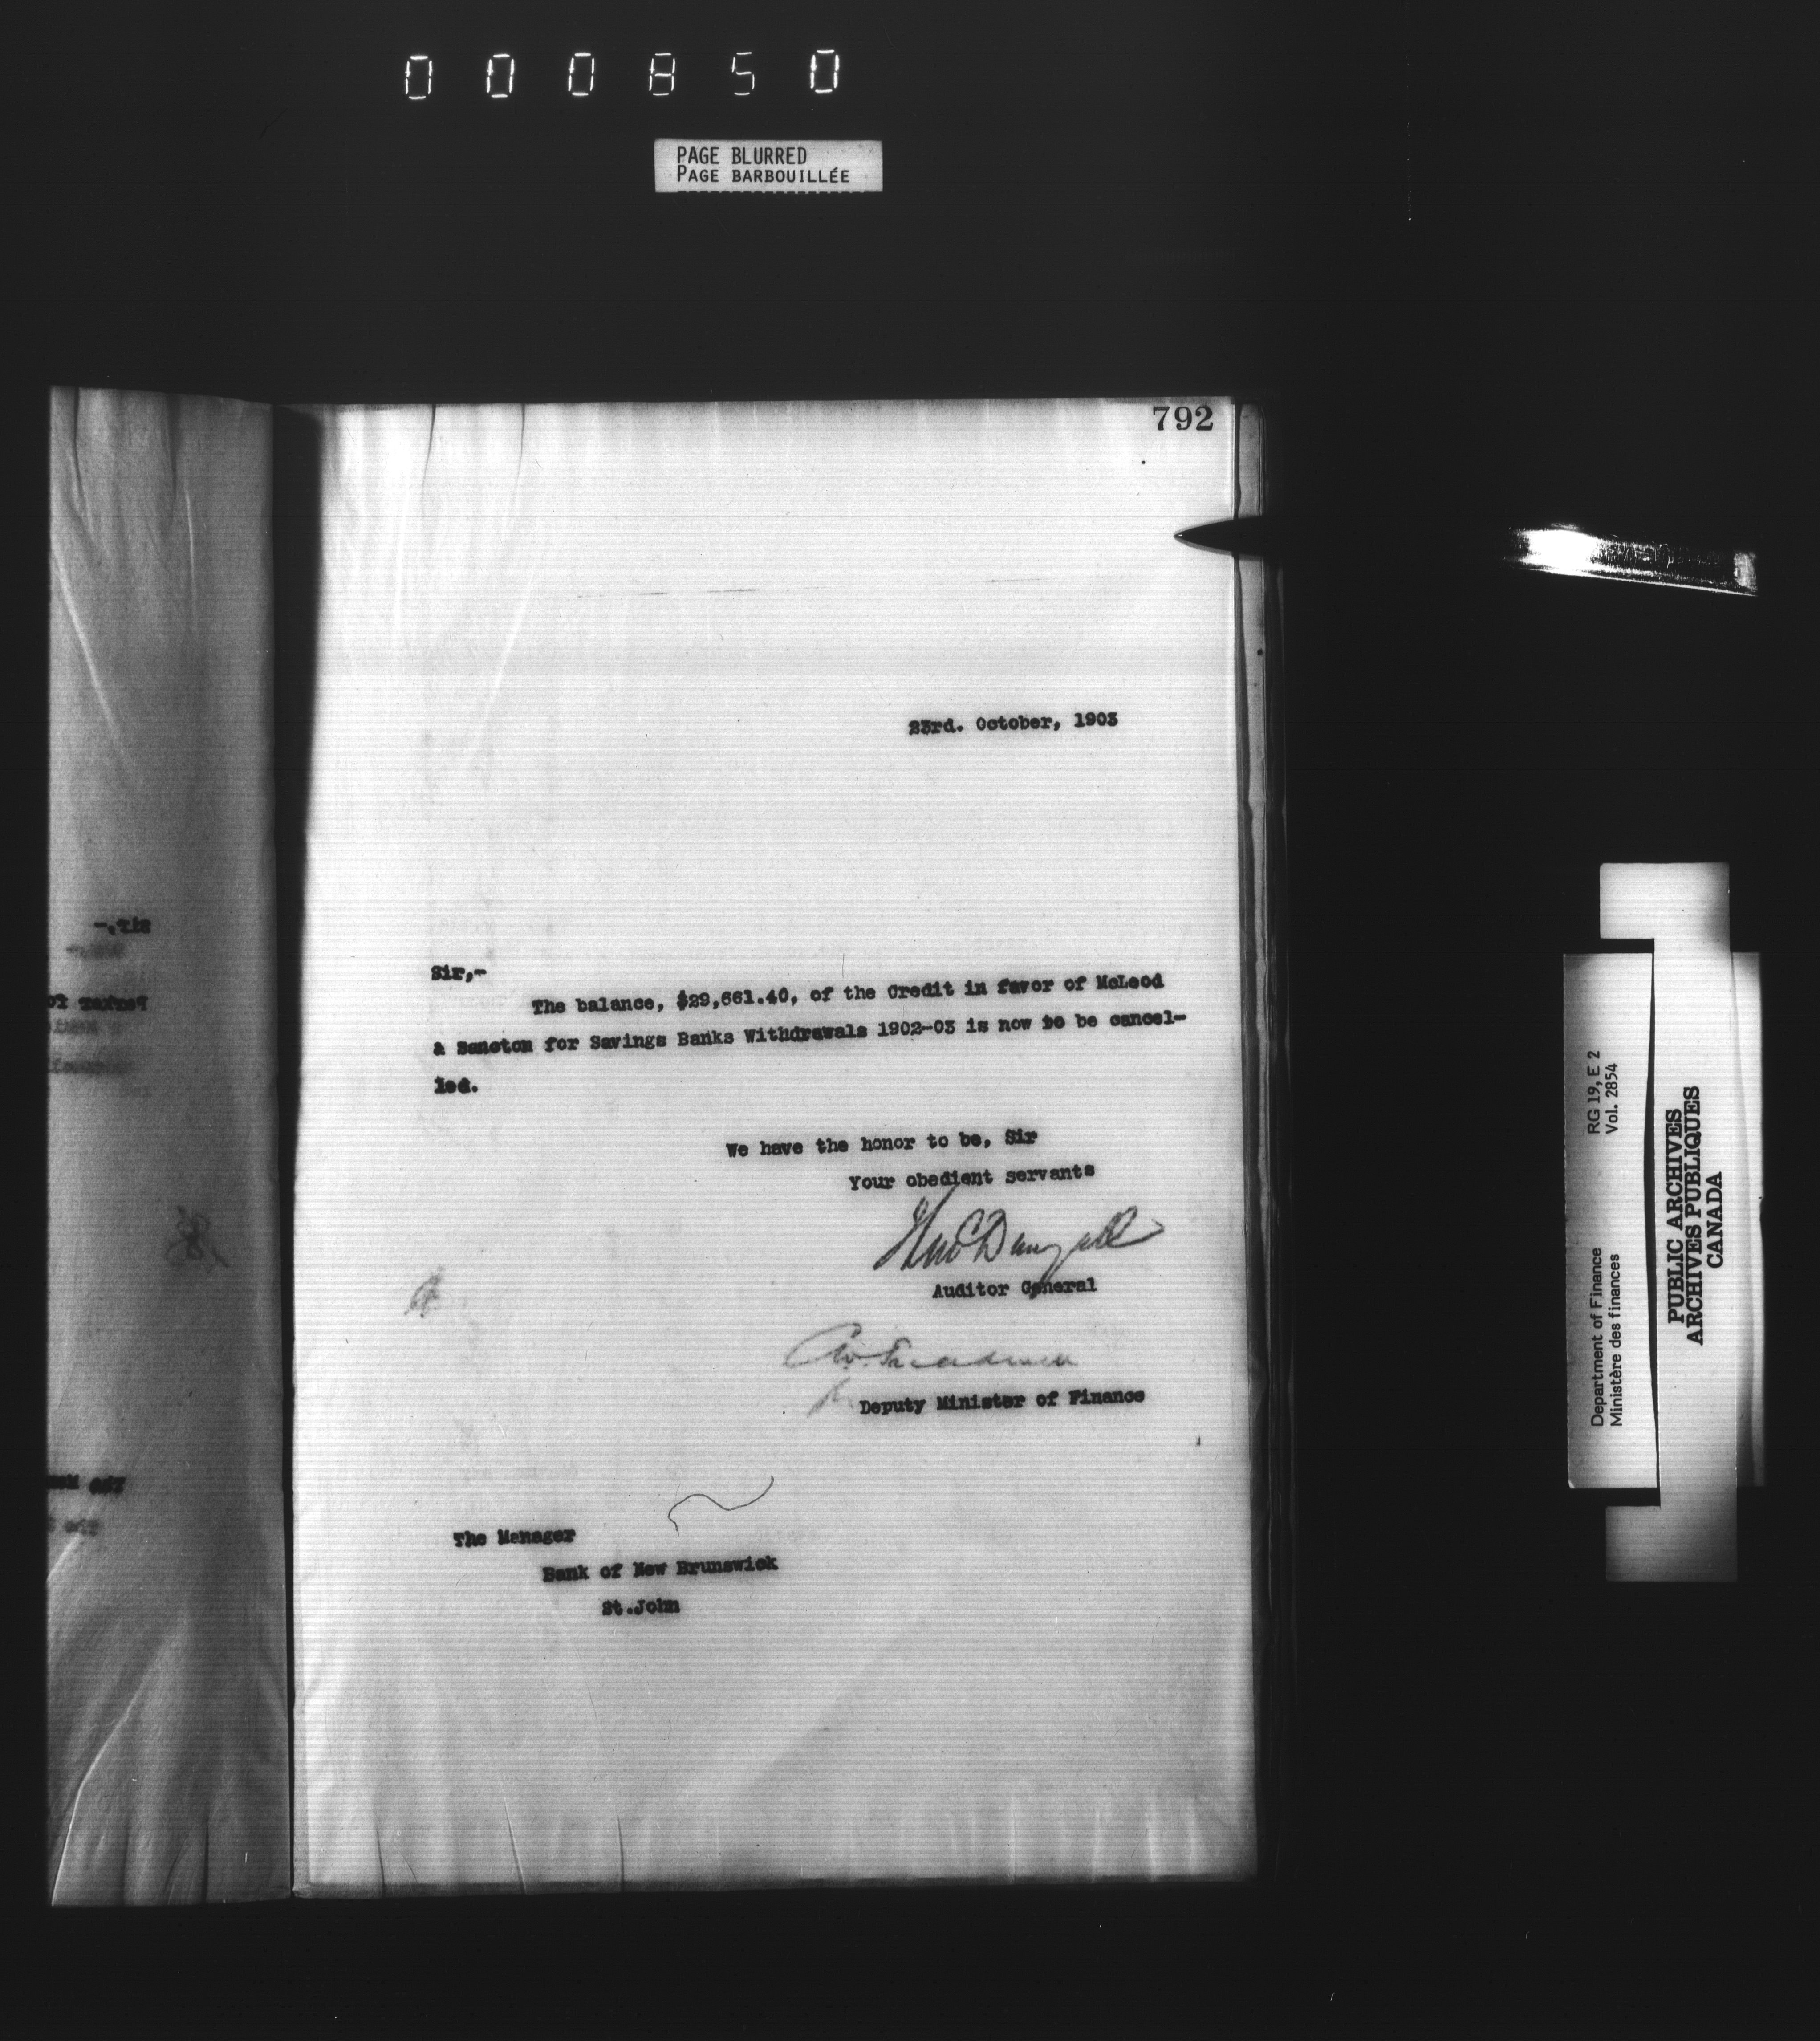 000850
PAGE BLURRED
PAGE BARBOUILLÉE
792
23rd. October, 1903
Sir,-
The balance, $29,661.40, of the Credit in favor of McLeod
& Sancton for Savings Banks Withdrawals 1902-03 is now to be cancel-
led.
We have the honor to be, Sir
Your obedient servants
Auditor General
Deputy Minister of Finance
The Manager
Bank of New Brunswick
St.John
RG 19, E 2
Vol. 2854
Department of Finance
Ministère des finances
PUBLIC ARCHIVES
ARCHIVES PUBLIQUES
CANADA